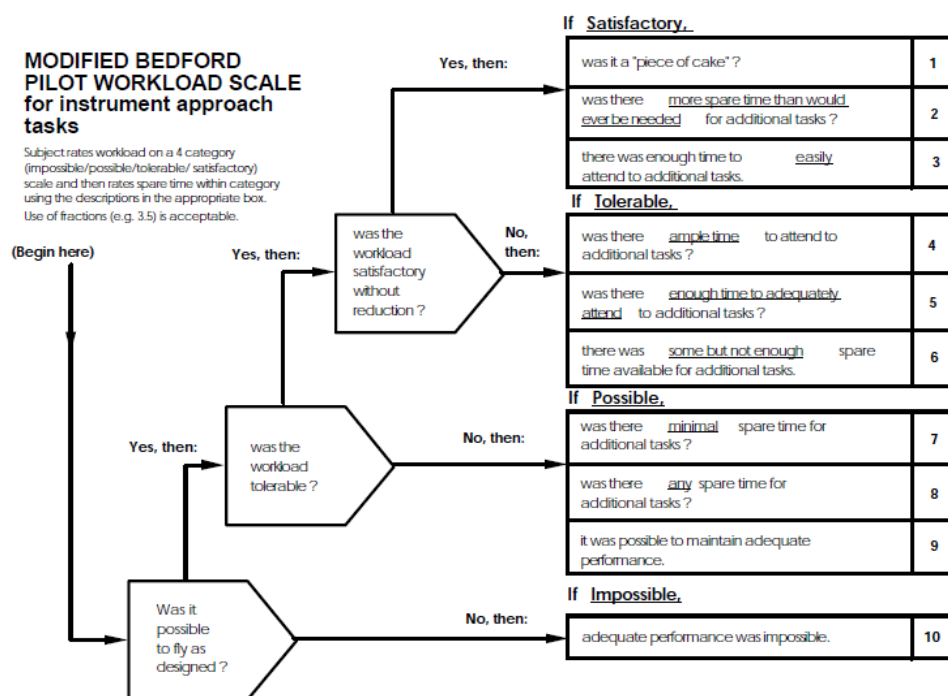 MODIFIED BEDFORD
PILOT WORKLOAD SCALE
for instrument approach
tasks
Subject rates workload on a 4 category
(impossible/possible/tolerable/ satisfactory)
scale and then rates spare time within category
using the descriptions in the appropriate box.
Use of fractions (e.g. 3.5) is acceptable.
(Begin here)
Was it
possible
to fly as
designed ?
Yes, then:
No, then:
was the
workload
tolerable ?
Yes, then:
No, then:
was the
workload
satisfactory
without
reduction ?
Yes, then:
No,
then:
If Satisfactory,
was it a "piece of cake" ?
1
was there more spare time than would
ever be needed for additional tasks ?
2
there was enough time to easily
attend to additional tasks.
3
If Tolerable,
was there ample time to attend to
additional tasks ?
4
was there enough time to adequately
attend to additional tasks ?
5
there was some but not enough spare
time available for additional tasks.
6
If Possible,
was there minimal spare time for
additional tasks ?
7
was there any spare time for
additional tasks ?
8
it was possible to maintain adequate
performance.
9
If Impossible,
adequate performance was impossible.
10